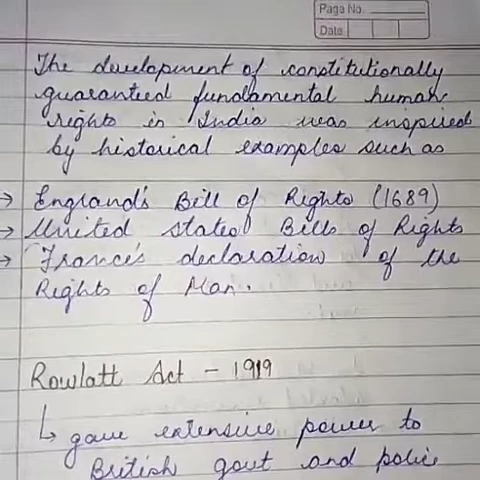 Page No.
Date
The development of constitutionally
guaranteed fundamental human
rights in India was inspired
by historical examples such as
→ England's Bill of Rights (1689)
→ United states Bills of Rights
→ France's declaration of the
Rights of Man.
Rowlatt Act - 1919
↳ gave extensive power to
British govt and police